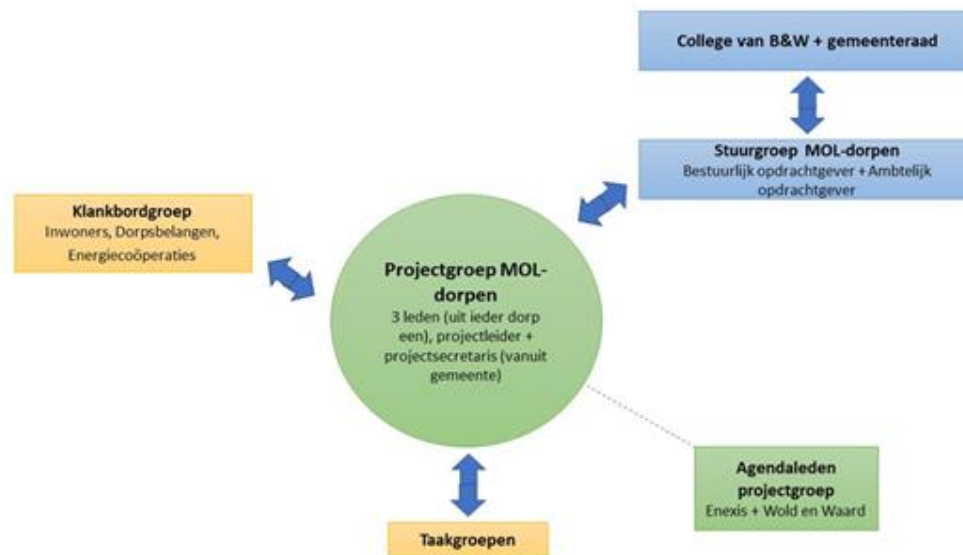 College van B&W + gemeenteraad
Stuurgroep MOL-dorpen
Bestuurlijk opdrachtgever + Ambtelijk
opdrachtgever
Klankbordgroep
Inwoners, Dorpsbelangen,
Energiecoöperaties
Projectgroep MOL-
dorpen
3 leden (uit ieder dorp
een), projectleider +
projectsecretaris (vanuit
gemeente)
Agendaleden
projectgroep
Enexis + Wold en Waard
Taakgroepen